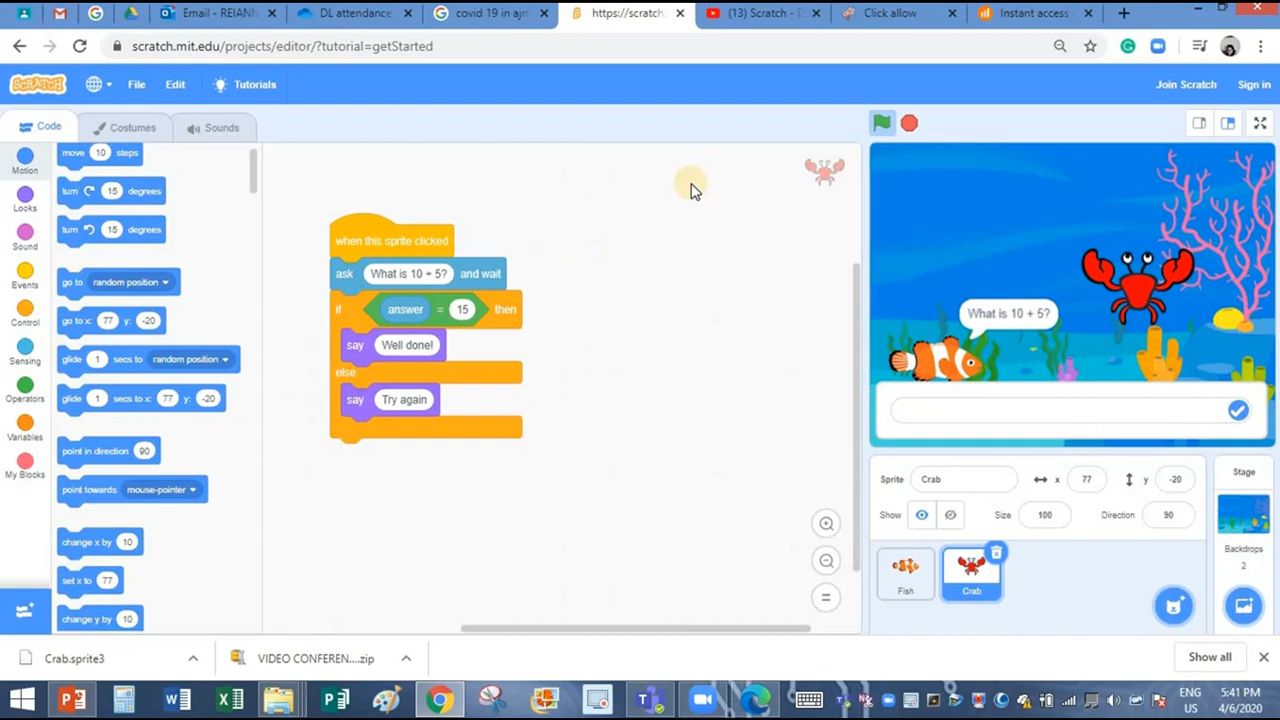 Email - REIANN
DL attendance
covid 19 in ajm
https://scratch.
(13) Scratch - D
Click allow
Instant access
scratch.mit.edu/projects/editor/?tutorial=getStarted
SCRATCH
File
Edit
Tutorials
Join Scratch
Sign in
Code
Costumes
Sounds
Motion
Looks
Sound
Events
Control
Sensing
Operators
Variables
My Blocks
move 10 steps
turn 15 degrees
turn 15 degrees
go to random position
go to x: 77 y: -20
glide 1 secs to random position
glide 1 secs to x: 77 y: -20
point in direction 90
point towards mouse-pointer
change x by 10
set x to 77
change y by 10
when this sprite clicked
ask What is 10 + 5? and wait
if answer = 15 then
say Well done!
else
say Try again
What is 10 + 5?
Sprite Crab x 77 y -20
Show Size 100 Direction 90
Fish
Crab
Stage
Backdrops
2
Crab.sprite3
VIDEO CONFEREN....zip
Show all
ENG
US
5:41 PM
4/6/2020